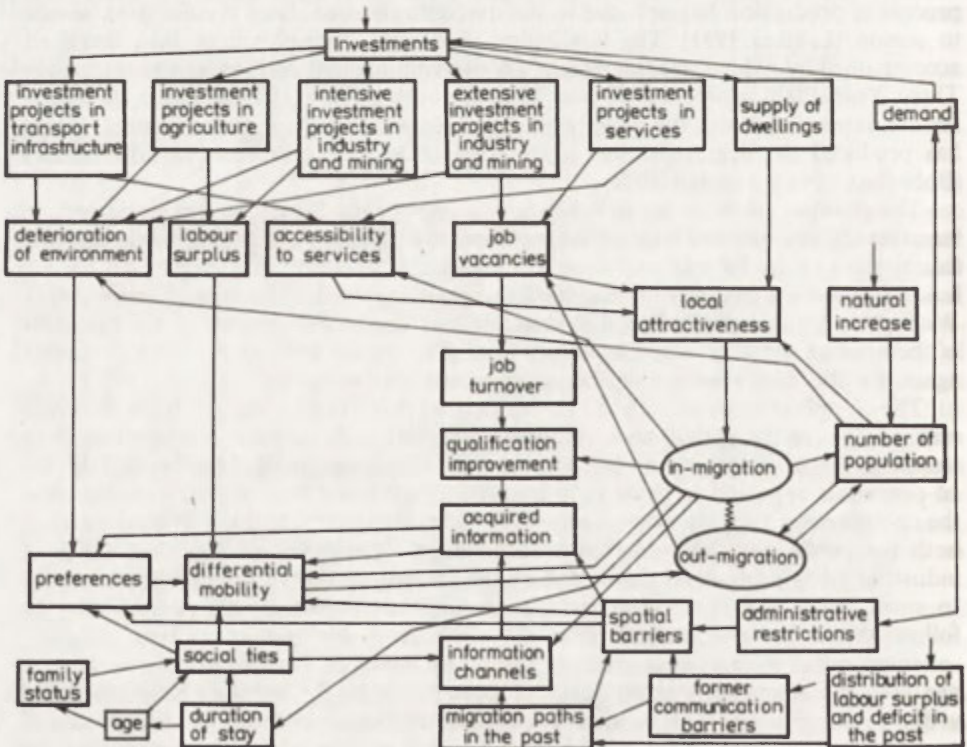 Investments
investment
projects in
transport
infrastructure
investment
projects in
agriculture
intensive
investment
projects in
industry
and mining
extensive
investment
projects in
industry
and mining
investment
projects in
services
supply of
dwellings
demand
deterioration
of environment
labour
surplus
accessibility
to services
job
vacancies
local
attractiveness
natural
increase
job
turnover
qualification
improvement
in-migration
number of
population
acquired
information
out-migration
preferences
differential
mobility
spatial
barriers
administrative
restrictions
social ties
information
channels
family
status
age
duration
of stay
migration paths
in the past
former
communication
barriers
distribution of
labour surplus
and deficit in
the past